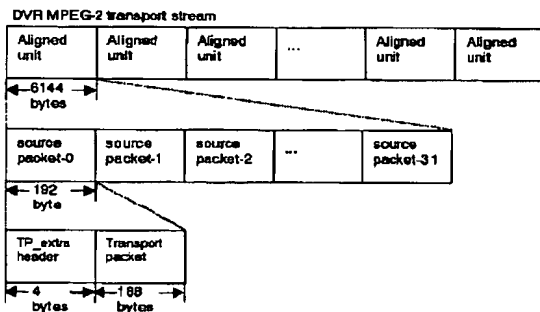 DVR MPEG-2 transport stream
Aligned unit
Aligned unit
Aligned unit
...
Aligned unit
Aligned unit
6144 bytes
source packet-0
source packet-1
source packet-2
...
source packet-31
192 byte
TP_extra header
Transport packet
4 bytes
188 bytes